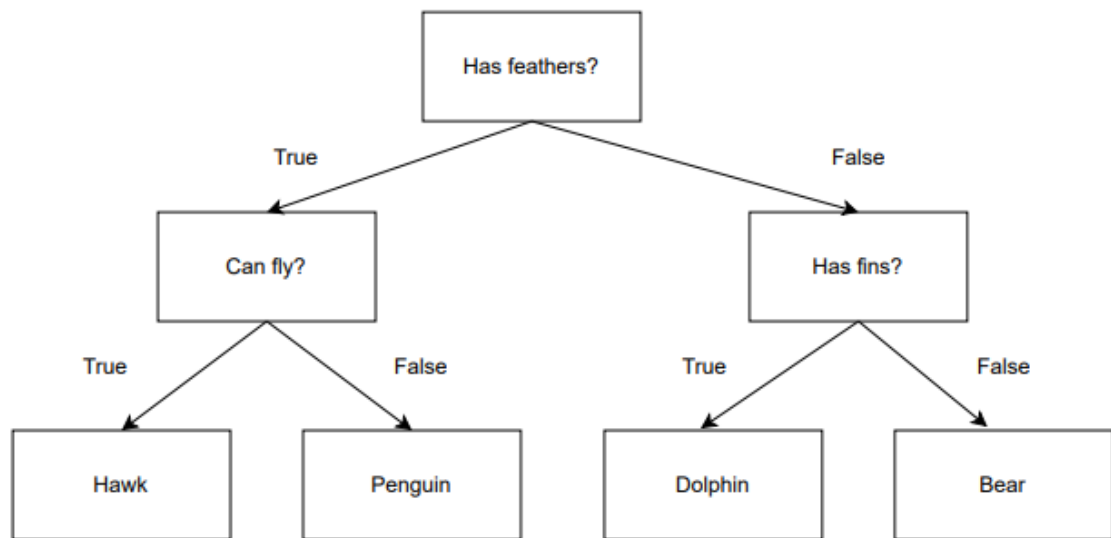 Has feathers?
True
False
Can fly?
Has fins?
True
False
True
False
Hawk
Penguin
Dolphin
Bear